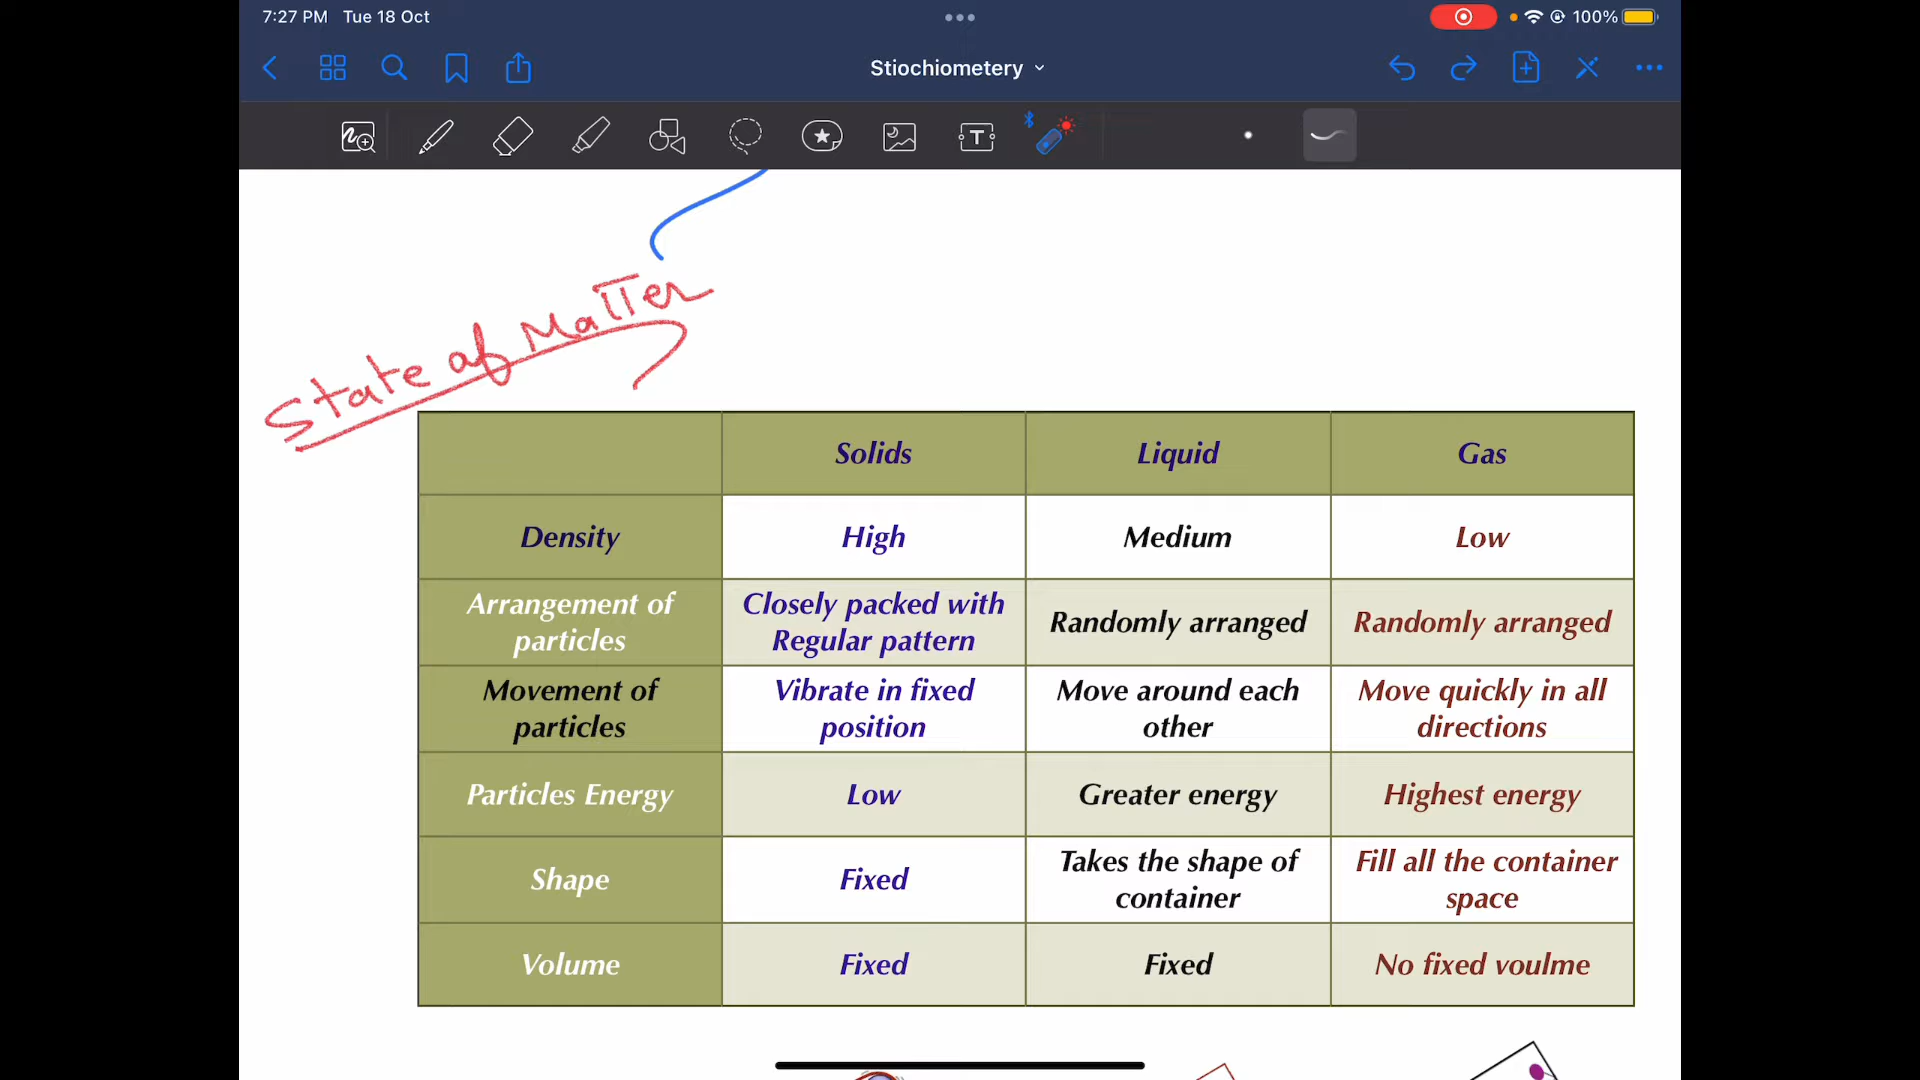 7:27 PM Tue 18 Oct
100%
Stiochiometery
T
State of Matter
Solids Liquid Gas
Density High Medium Low
Arrangement of particles Closely packed with Regular pattern Randomly arranged Randomly arranged
Movement of particles Vibrate in fixed position Move around each other Move quickly in all directions
Particles Energy Low Greater energy Highest energy
Shape Fixed Takes the shape of container Fill all the container space
Volume Fixed Fixed No fixed voulme